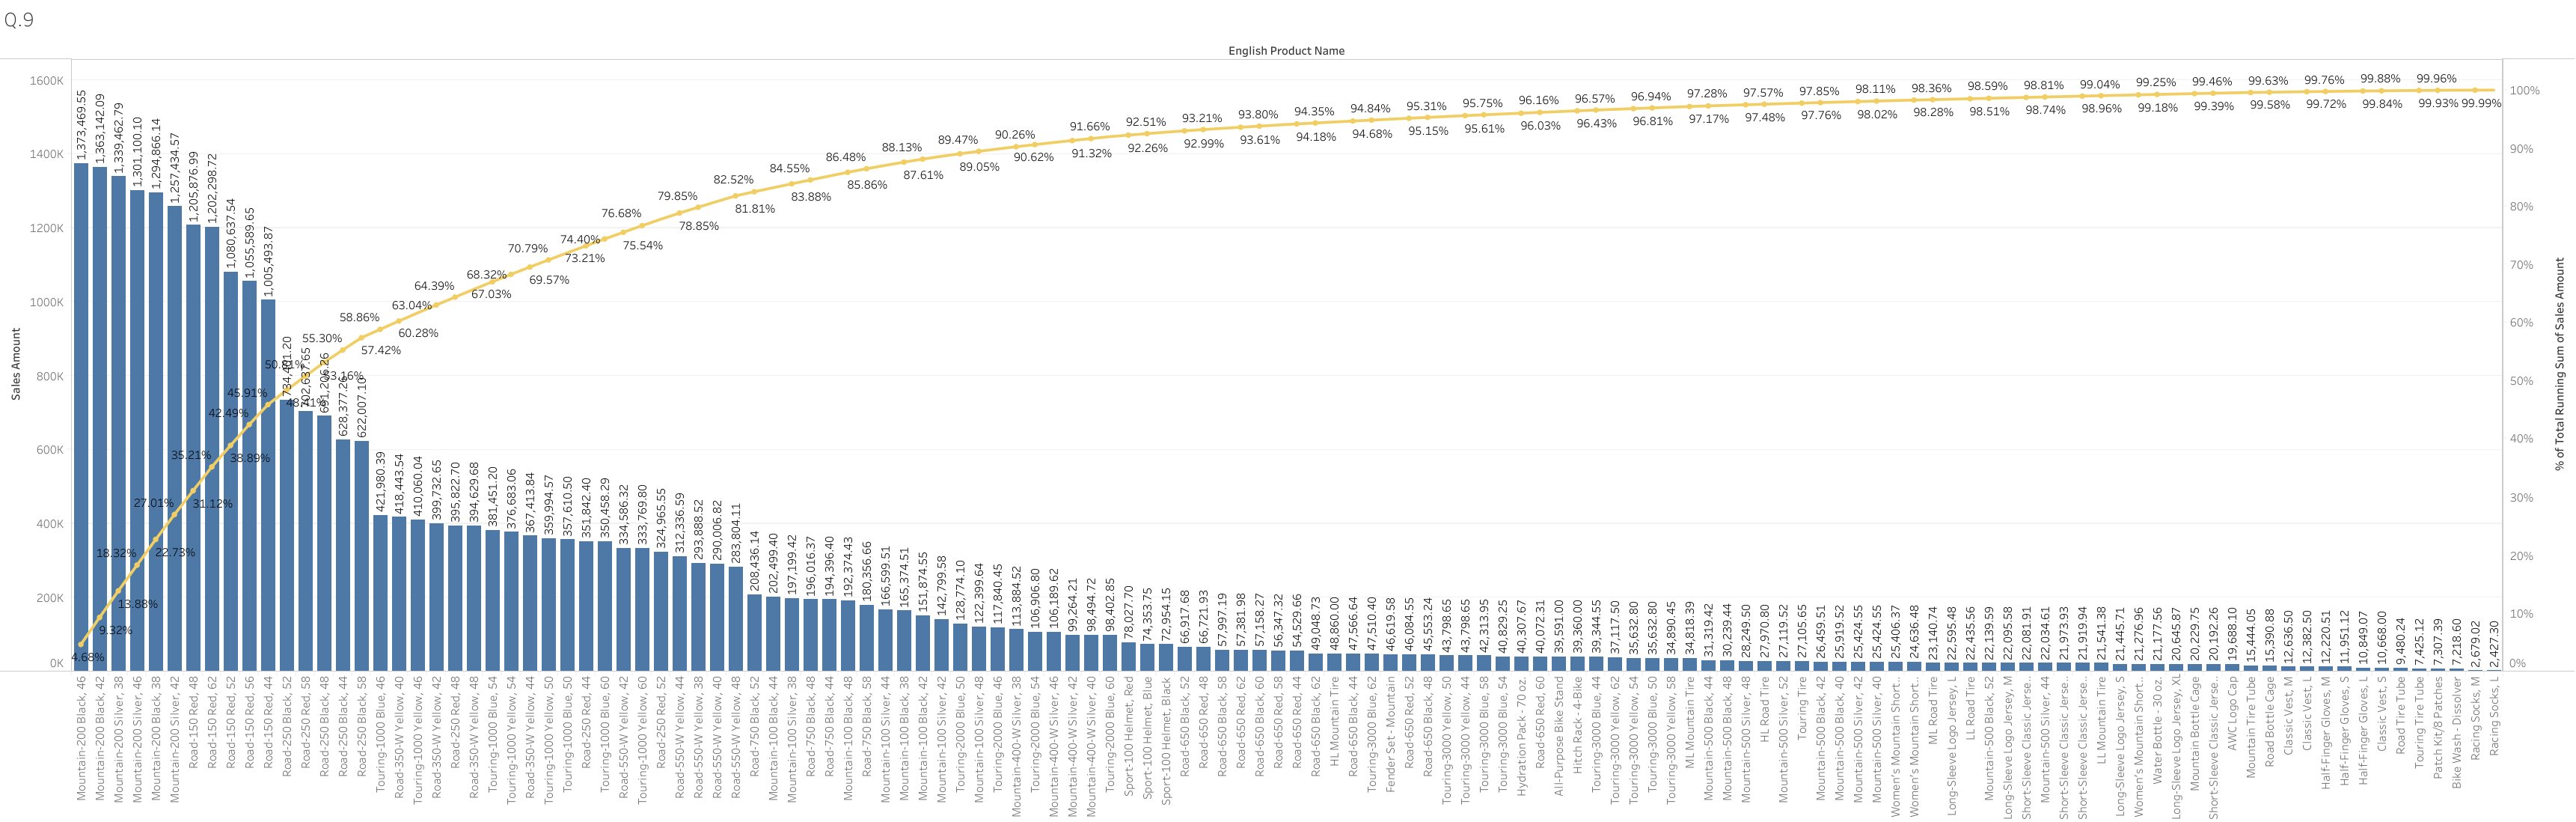 Q.9
English Product Name
Sales Amount
1600K
1400K
1200K
1000K
800K
600K
400K
200K
0K
1,373,469.55
1,363,142.09
1,339,462.79
1,301,100.10
1,294,866.14
1,257,434.57
1,205,876.99
1,202,298.72
1,080,637.54
1,055,589.65
1,005,493.87
702,637.65
691,206.26
628,377.26
622,007.10
421,980.39
418,443.54
410,060.04
399,732.65
395,822.70
394,629.68
381,451.20
376,683.06
367,413.84
359,994.57
357,610.50
351,842.40
350,458.29
334,586.32
333,769.80
324,965.55
312,336.59
293,888.52
290,006.82
283,804.11
208,436.14
202,499.40
197,199.42
196,016.37
194,396.40
192,374.43
180,356.66
166,599.51
165,374.51
151,874.55
142,799.58
128,774.10
122,399.64
117,840.45
113,884.52
106,906.80
106,189.62
99,264.21
98,494.72
98,402.85
78,027.70
74,353.75
72,954.15
66,917.68
66,721.93
57,997.19
57,381.98
57,158.27
56,347.32
54,529.66
49,048.73
48,860.00
47,566.64
47,510.40
46,619.58
46,084.55
45,553.24
43,798.65
43,798.65
42,313.95
40,829.25
40,307.67
40,072.31
39,591.00
39,360.00
39,344.55
37,117.50
35,632.80
35,632.80
34,890.45
34,818.39
31,319.42
30,239.44
28,249.50
27,970.80
27,119.52
27,105.65
26,459.51
25,919.52
25,424.55
25,424.55
25,406.37
24,636.48
23,140.74
22,595.48
22,435.56
22,139.59
22,095.58
22,081.91
22,034.61
21,973.93
21,919.94
21,541.38
21,445.71
21,276.96
21,177.56
20,645.87
20,229.75
20,192.26
19,688.10
15,444.05
15,390.88
12,636.50
12,382.50
12,220.51
11,951.12
10,849.07
10,668.00
9,480.24
7,425.12
7,307.39
7,218.60
2,679.02
2,427.30
4.68%
9.32%
13.88%
18.32%
22.73%
27.01%
31.12%
35.21%
38.89%
42.49%
45.91%
53.16%
55.30%
57.42%
58.86%
60.28%
63.04%
64.39%
67.03%
68.32%
69.57%
70.79%
73.21%
74.40%
75.54%
76.68%
78.85%
79.85%
81.81%
82.52%
83.88%
84.55%
85.86%
86.48%
87.61%
88.13%
89.05%
89.47%
90.26%
90.62%
91.32%
91.66%
92.26%
92.51%
92.99%
93.21%
93.61%
93.80%
94.18%
94.35%
94.68%
94.84%
95.15%
95.31%
95.61%
95.75%
96.03%
96.16%
96.43%
96.57%
96.81%
96.94%
97.17%
97.28%
97.48%
97.57%
97.76%
97.85%
98.02%
98.11%
98.28%
98.36%
98.51%
98.59%
98.74%
98.81%
98.96%
99.04%
99.18%
99.25%
99.39%
99.46%
99.58%
99.63%
99.72%
99.76%
99.84%
99.88%
99.93%
99.96%
99.99%
100%
90%
80%
70%
60%
50%
40%
30%
20%
10%
0%
% of Total Running Sum of Sales Amount
Mountain-200 Black, 46
Mountain-200 Black, 42
Mountain-200 Silver, 38
Mountain-200 Silver, 46
Mountain-200 Black, 38
Mountain-200 Silver, 42
Road-150 Red, 48
Road-150 Red, 62
Road-150 Red, 52
Road-150 Red, 56
Road-150 Red, 44
Road-250 Black, 52
Road-250 Red, 58
Road-250 Black, 48
Road-250 Black, 44
Road-250 Black, 58
Touring-1000 Blue, 46
Road-350-W Yellow, 40
Touring-1000 Yellow, 46
Road-350-W Yellow, 42
Road-250 Red, 48
Road-350-W Yellow, 48
Touring-1000 Blue, 54
Touring-1000 Yellow, 54
Road-350-W Yellow, 44
Touring-1000 Yellow, 50
Touring-1000 Blue, 50
Road-250 Red, 44
Touring-1000 Blue, 60
Road-550-W Yellow, 42
Touring-1000 Yellow, 60
Road-250 Red, 52
Road-550-W Yellow, 44
Road-550-W Yellow, 38
Road-550-W Yellow, 40
Road-550-W Yellow, 48
Road-750 Black, 52
Mountain-100 Black, 44
Mountain-100 Silver, 38
Road-750 Black, 48
Road-750 Black, 44
Mountain-100 Black, 48
Road-750 Black, 58
Mountain-100 Silver, 44
Mountain-100 Black, 38
Mountain-100 Black, 42
Mountain-100 Silver, 42
Touring-2000 Blue, 50
Mountain-100 Silver, 48
Touring-2000 Blue, 46
Mountain-400-W Silver, 38
Touring-2000 Blue, 54
Mountain-400-W Silver, 46
Mountain-400-W Silver, 42
Mountain-400-W Silver, 40
Touring-2000 Blue, 60
Sport-100 Helmet, Red
Sport-100 Helmet, Blue
Sport-100 Helmet, Black
Road-650 Black, 52
Road-650 Red, 48
Road-650 Black, 58
Road-650 Red, 62
Road-650 Black, 60
Road-650 Red, 52
Road-650 Red, 44
Road-650 Black, 62
HL Mountain Tire
Road-650 Black, 44
Touring-3000 Blue, 62
Fender Set - Mountain
Road-650 Red, 52
Road-650 Black, 48
Touring-3000 Yellow, 50
Touring-3000 Yellow, 44
Touring-3000 Blue, 58
Touring-3000 Blue, 54
Hydration Pack - 70 oz.
Road-650 Red, 60
All-Purpose Bike Stand
Hitch Rack - 4-Bike
Touring-3000 Blue, 44
Touring-3000 Yellow, 62
Touring-3000 Yellow, 54
Touring-3000 Blue, 50
Touring-3000 Yellow, 58
ML Mountain Tire
Mountain-500 Black, 44
Mountain-500 Black, 48
Mountain-500 Silver, 48
HL Road Tire
Mountain-500 Silver, 52
Touring Tire
Mountain-500 Black, 42
Mountain-500 Black, 40
Mountain-500 Silver, 42
Mountain-500 Silver, 40
Women's Mountain Short..
Women's Mountain Short..
ML Road Tire
Long-Sleeve Logo Jersey, L
LL Road Tire
Mountain-500 Black, 52
Long-Sleeve Logo Jersey, M
Short-Sleeve Classic Jerse..
Mountain-500 Silver, 44
Short-Sleeve Classic Jerse..
Short-Sleeve Classic Jerse..
LL Mountain Tire
Long-Sleeve Logo Jersey, S
Women's Mountain Short..
Water Bottle - 30 oz.
Long-Sleeve Logo Jersey, XL
Mountain Bottle Cage
Short-Sleeve Classic Jerse..
AWC Logo Cap
Mountain Tire Tube
Road Bottle Cage
Classic Vest, M
Classic Vest, L
Half-Finger Gloves, M
Half-Finger Gloves, S
Half-Finger Gloves, L
Classic Vest, S
Road Tire Tube
Touring Tire Tube
Patch Kit/8 Patches
Bike Wash - Dissolver
Racing Socks, M
Racing Socks, L